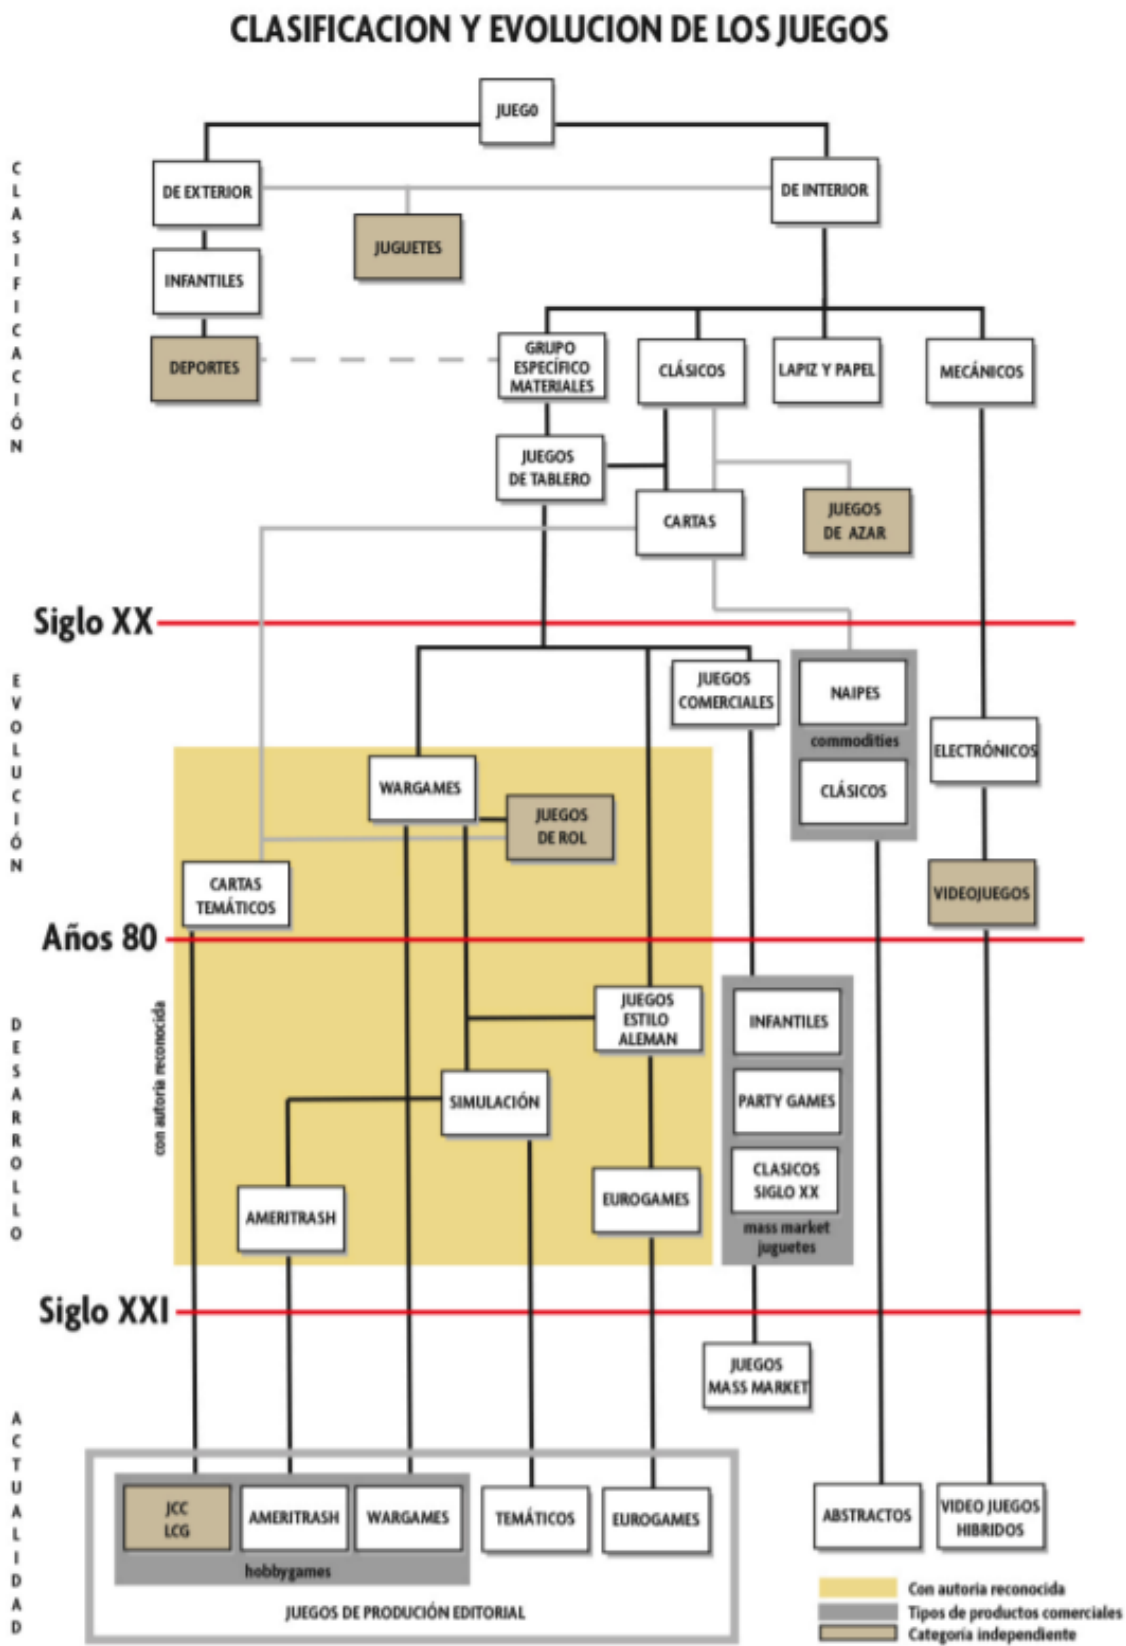 CLASIFICACION Y EVOLUCION DE LOS JUEGOS
JUEGO
CLASIFICACIÓN
DE EXTERIOR
DE INTERIOR
JUGUETES
INFANTILES
DEPORTES
GRUPO
ESPECÍFICO
MATERIALES
CLÁSICOS
LAPIZ Y PAPEL
MECÁNICOS
JUEGOS
DE TABLERO
CARTAS
JUEGOS
DE AZAR
Siglo XX
EVOLUCIÓN
JUEGOS
COMERCIALES
NAIPES
commodities
CLÁSICOS
ELECTRÓNICOS
WARGAMES
JUEGOS
DE ROL
CARTAS
TEMÁTICOS
VIDEOJUEGOS
Años 80
DESARROLLO
con autoria reconocida
JUEGOS
ESTILO
ALEMAN
INFANTILES
SIMULACIÓN
PARTY GAMES
CLASICOS
SIGLO XX
mass market
juguetes
AMERITRASH
EUROGAMES
Siglo XXI
JUEGOS
MASS MARKET
ACTUALIDAD
JCC
LCG
AMERITRASH
WARGAMES
TEMÁTICOS
EUROGAMES
ABSTRACTOS
VIDEO JUEGOS
HIBRIDOS
hobbygames
JUEGOS DE PRODUCIÓN EDITORIAL
Con autoria reconocida
Tipos de productos comerciales
Categoría independiente